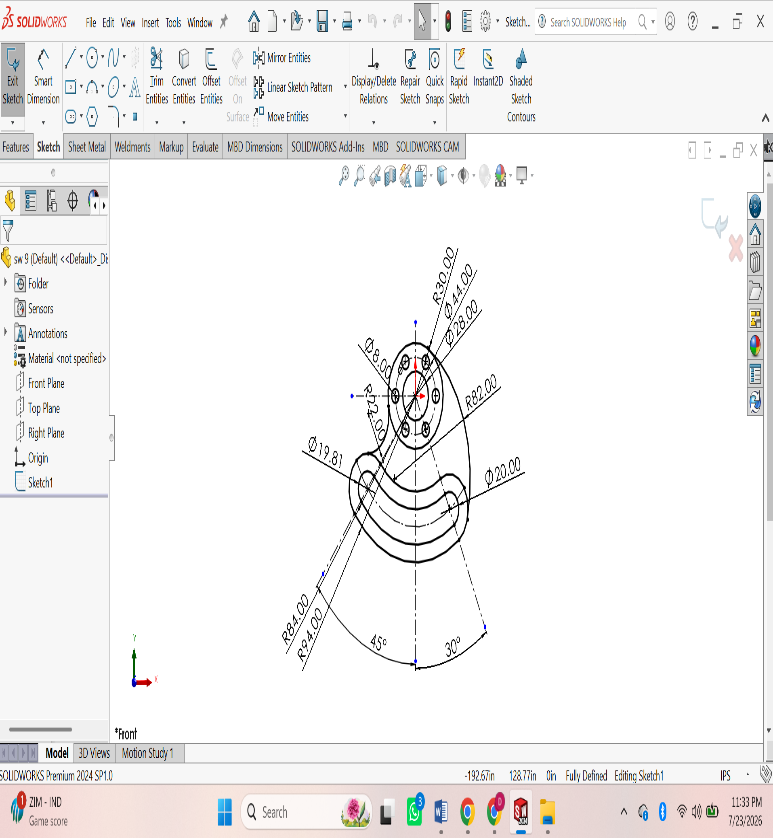 SOLIDWORKS File Edit View Insert Tools Window Sketch... Search SOLIDWORKS Help
Exit Sketch
Smart Dimension
Trim Entities
Convert Entities
Offset Entities
Offset On Surface
Mirror Entities
Linear Sketch Pattern
Move Entities
Display/Delete Relations
Repair Sketch
Quick Snaps
Rapid Sketch
Instant2D
Shaded Sketch Contours
Features Sketch Sheet Metal Weldments Markup Evaluate MBD Dimensions SOLIDWORKS Add-Ins MBD SOLIDWORKS CAM
sw 9 (Default) <<Default>_Di
Folder
Sensors
Annotations
Material <not specified>
Front Plane
Top Plane
Right Plane
Origin
Sketch1
R30.00
Ø44.00
Ø28.00
Ø8.00
R82.00
Ø19.81
Ø20.00
R84.00
R94.00
45°
30°
Y
X
*Front
Model 3D Views Motion Study 1
SOLIDWORKS Premium 2024 SP1.0 -192.67in 128.77in 0in Fully Defined Editing Sketch1 IPS
ZIM - IND
Game score
Search
11:33 PM
7/23/2026